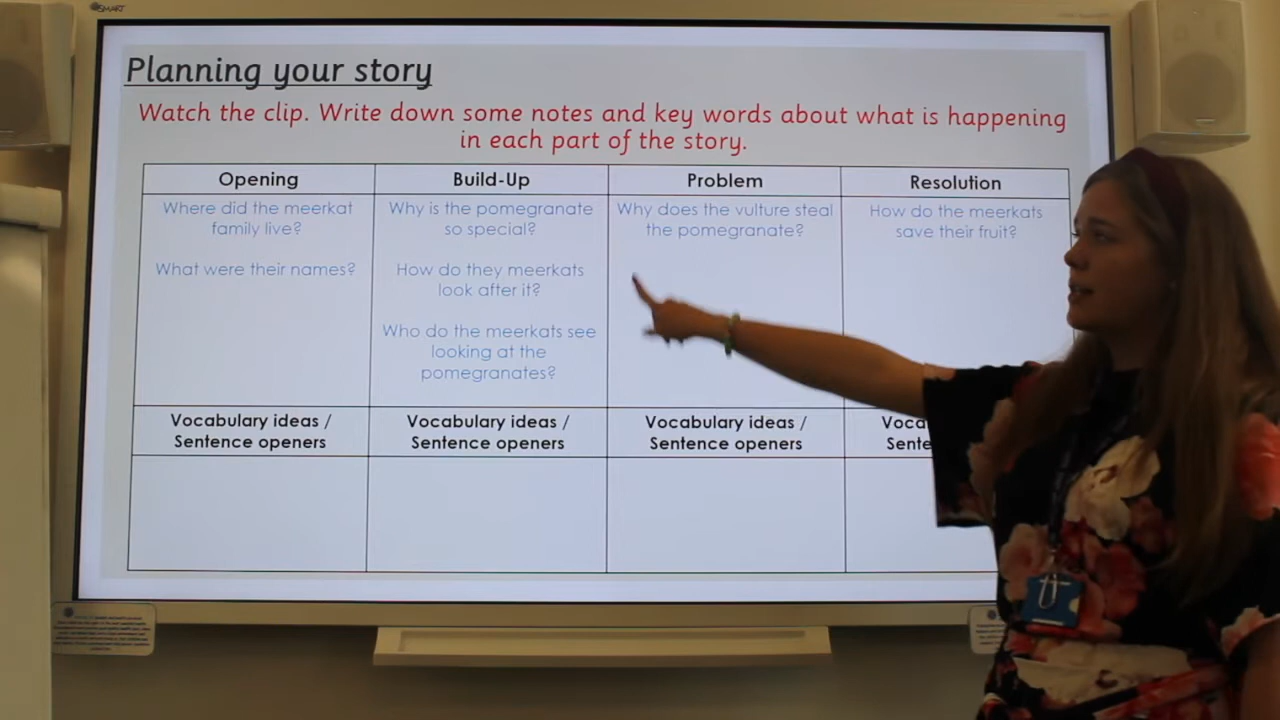 SMART
Planning your story
Watch the clip. Write down some notes and key words about what is happening
in each part of the story.
Opening
Build-Up
Problem
Resolution
Where did the meerkat
family live?
What were their names?
Why is the pomegranate
so special?
How do they meerkats
look after it?
Who do the meerkats see
looking at the
pomegranates?
Why does the vulture steal
the pomegranate?
How do the meerkats
save their fruit?
Vocabulary ideas /
Sentence openers
Vocabulary ideas /
Sentence openers
Vocabulary ideas /
Sentence openers
Voca
Sente